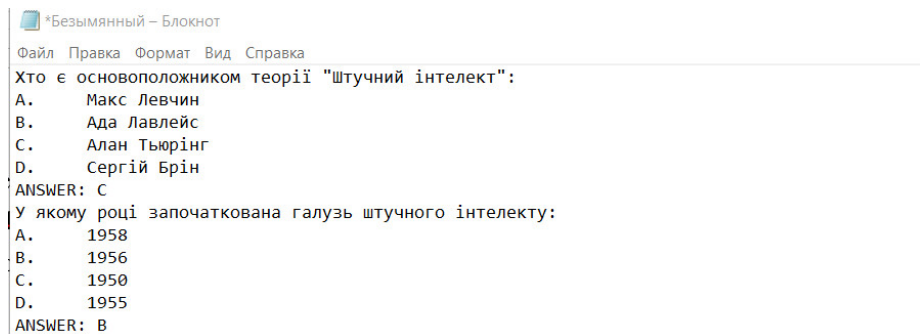 *Безымянный – Блокнот
Файл Правка Формат Вид Справка
Хто є основоположником теорії "Штучний інтелект":
A. Макс Левчин
B. Ада Лавлейс
C. Алан Тьюрінг
D. Сергій Брін
ANSWER: C
У якому році започаткована галузь штучного інтелекту:
A. 1958
B. 1956
C. 1950
D. 1955
ANSWER: B